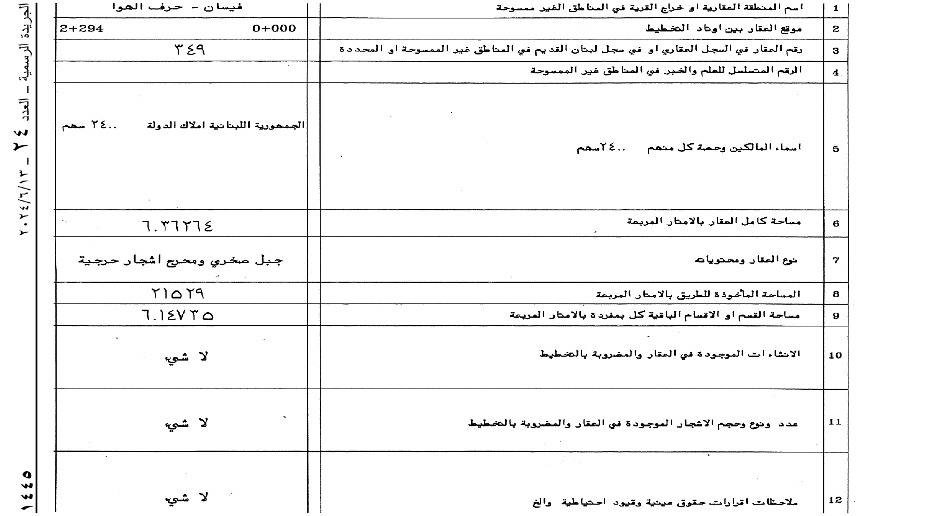 الجريدة الرسمية – العدد ٢٤ – ٢٠٢٤/٦/١٣
١٤٤٥
1 اسم المنطقة العقارية او خراج القرية في المناطق الغير ممسوحة فيسان - حرف الهوا
2 موقع العقار بين اوتاد التخطيط 0+000 2+294
3 رقم العقار في السجل العقاري او في سجل لبنان القديم في المناطق غير الممسوحة او المحددة ٣٤٩
4 الرقم المتسلسل للعلم والخبر في المناطق غير الممسوحة
5 اسماء المالكين وحصة كل منهم ٢٤٠٠سهم الجمهورية اللبنانية املاك الدولة ٢٤٠٠ سهم
6 مساحة كامل العقار بالامتار المربعة ٦٠٣٦٢٦٤
7 نوع العقار ومحتوياته جبل صخري ومحرج اشجار حرجية
8 المساحة المأخوذة للطريق بالامتار المربعة ٢١٥٢٩
9 مساحة القسم او الاقسام الباقية كل بمفردة بالامتار المربعة ٦٠١٤٧٣٥
10 الانشاءات الموجودة في العقار والمضروبة بالتخطيط لا شيء
11 عدد ونوع وحجم الاشجار الموجودة في العقار والمضروبة بالتخطيط لا شيء
12 ملاحظات اقرارات حقوق عينية وقيود احتياطية والخ لا شيء